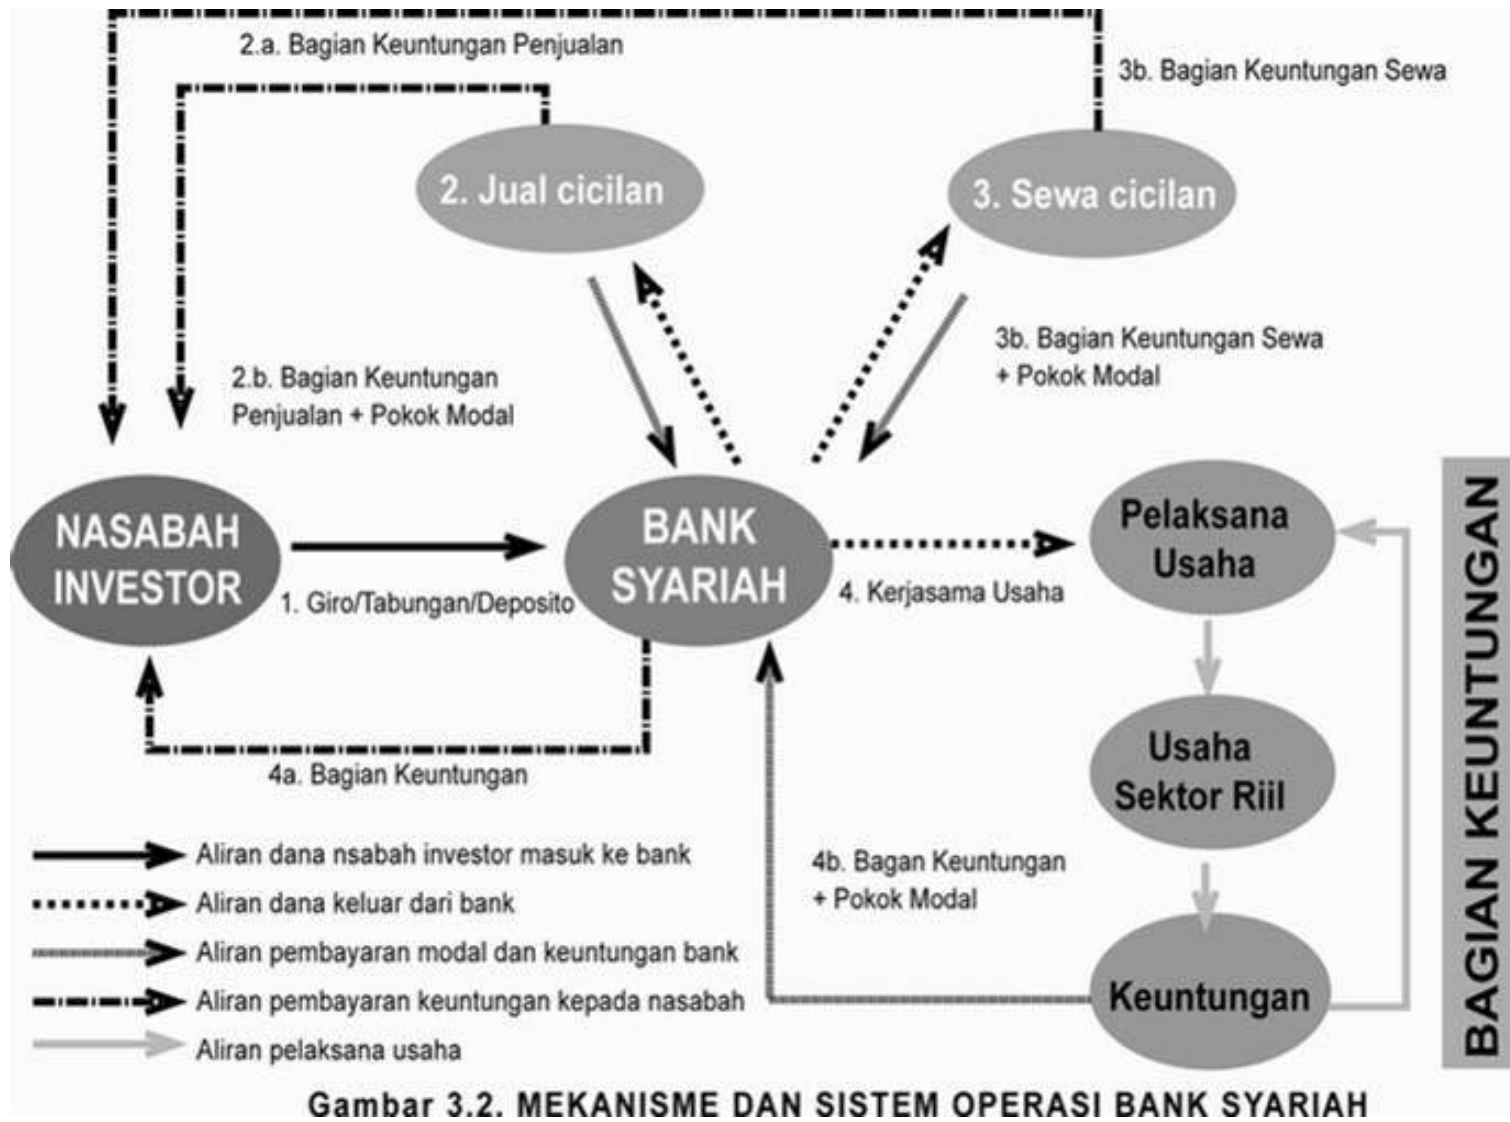 2.a. Bagian Keuntungan Penjualan
3b. Bagian Keuntungan Sewa
2. Jual cicilan
3. Sewa cicilan
3b. Bagian Keuntungan Sewa
+ Pokok Modal
2.b. Bagian Keuntungan
Penjualan + Pokok Modal
NASABAH
INVESTOR
BANK
SYARIAH
Pelaksana
Usaha
1. Giro/Tabungan/Deposito
4. Kerjasama Usaha
Usaha
Sektor Riil
4a. Bagian Keuntungan
4b. Bagan Keuntungan
+ Pokok Modal
Keuntungan
BAGIAN KEUNTUNGAN
Aliran dana nsabah investor masuk ke bank
Aliran dana keluar dari bank
Aliran pembayaran modal dan keuntungan bank
Aliran pembayaran keuntungan kepada nasabah
Aliran pelaksana usaha
Gambar 3.2. MEKANISME DAN SISTEM OPERASI BANK SYARIAH